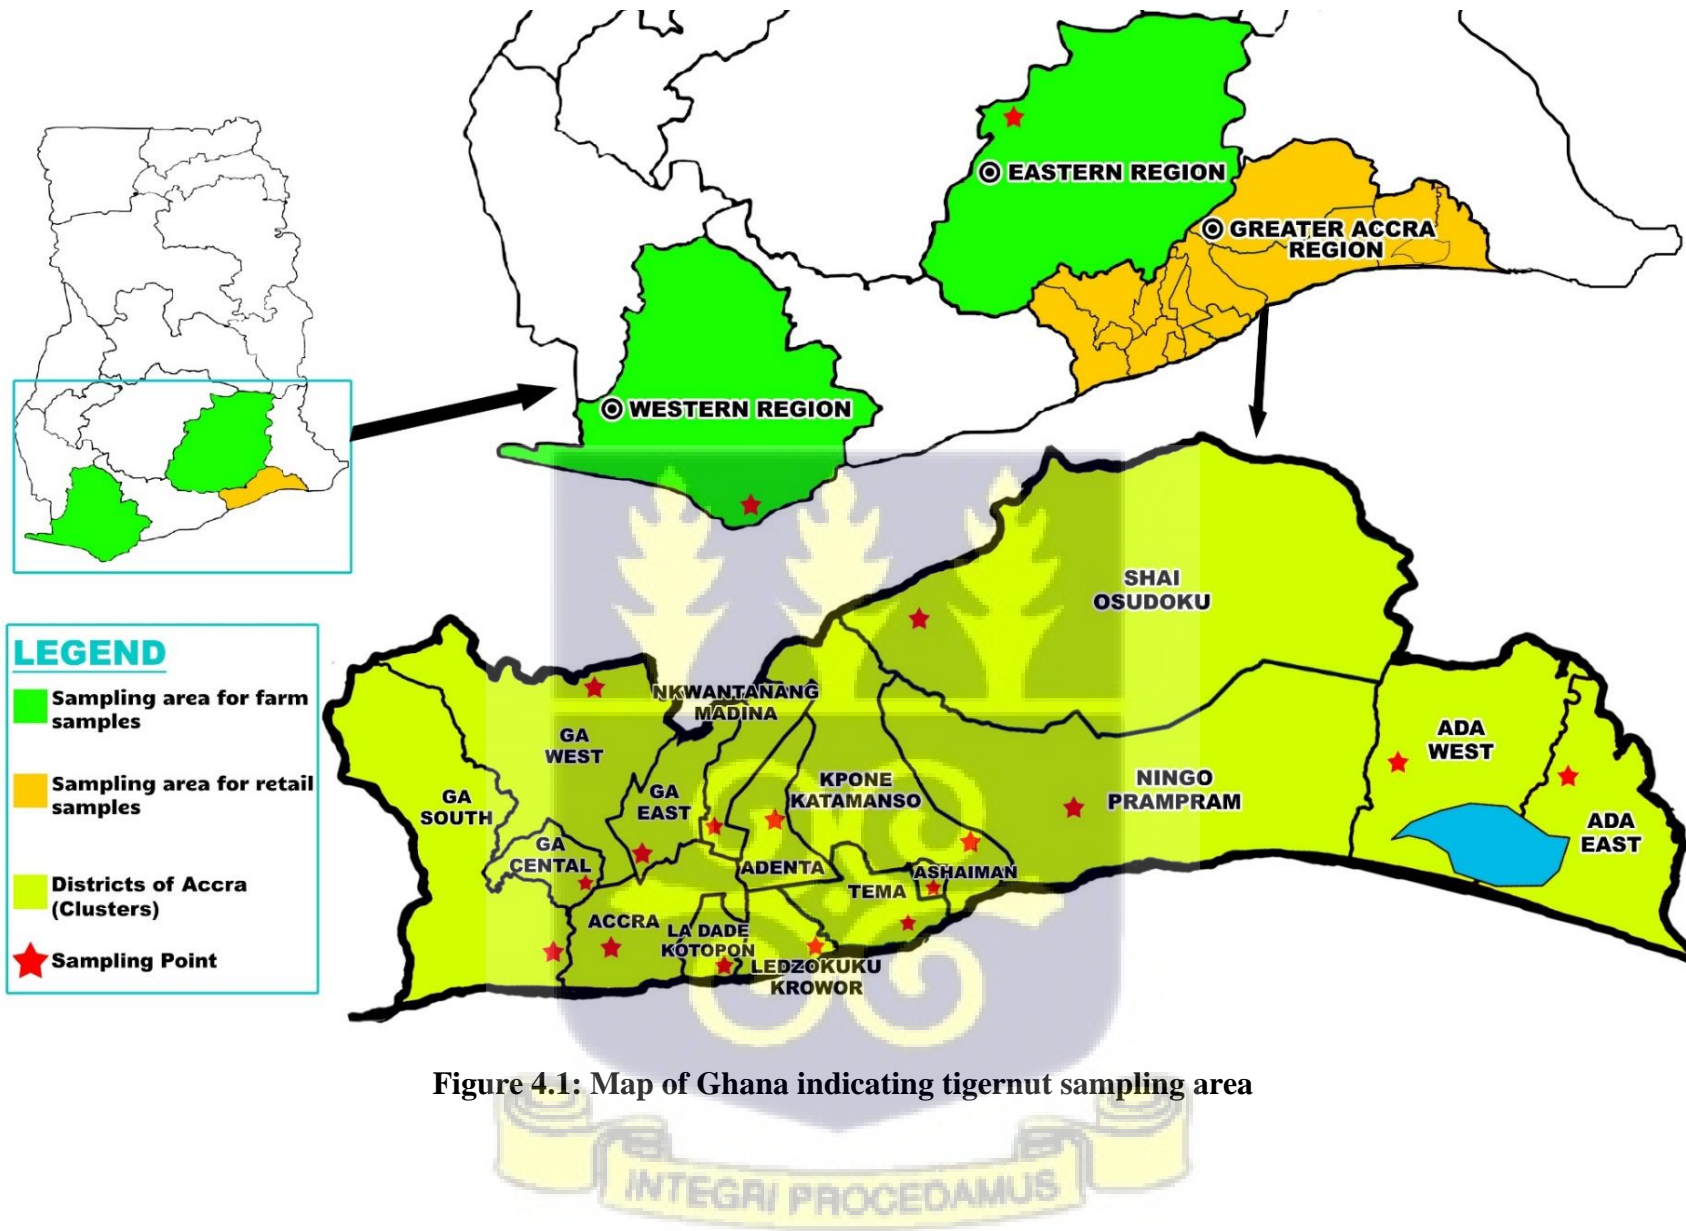 EASTERN REGION
GREATER ACCRA
REGION
WESTERN REGION
LEGEND
Sampling area for farm
samples
Sampling area for retail
samples
Districts of Accra
(Clusters)
Sampling Point
SHAI
OSUDOKU
NKWANTANANG
MADINA
GA
WEST
GA
SOUTH
GA
EAST
GA
CENTAL
KPONE
KATAMANSO
NINGO
PRAMPRAM
ADA
WEST
ADA
EAST
ADENTA
ASHAIMAN
TEMA
ACCRA
LA DADE
KOTOPON
LEDZOKUKU
KROWOR
Figure 4.1: Map of Ghana indicating tigernut sampling area
INTEGRI PROCEDAMUS